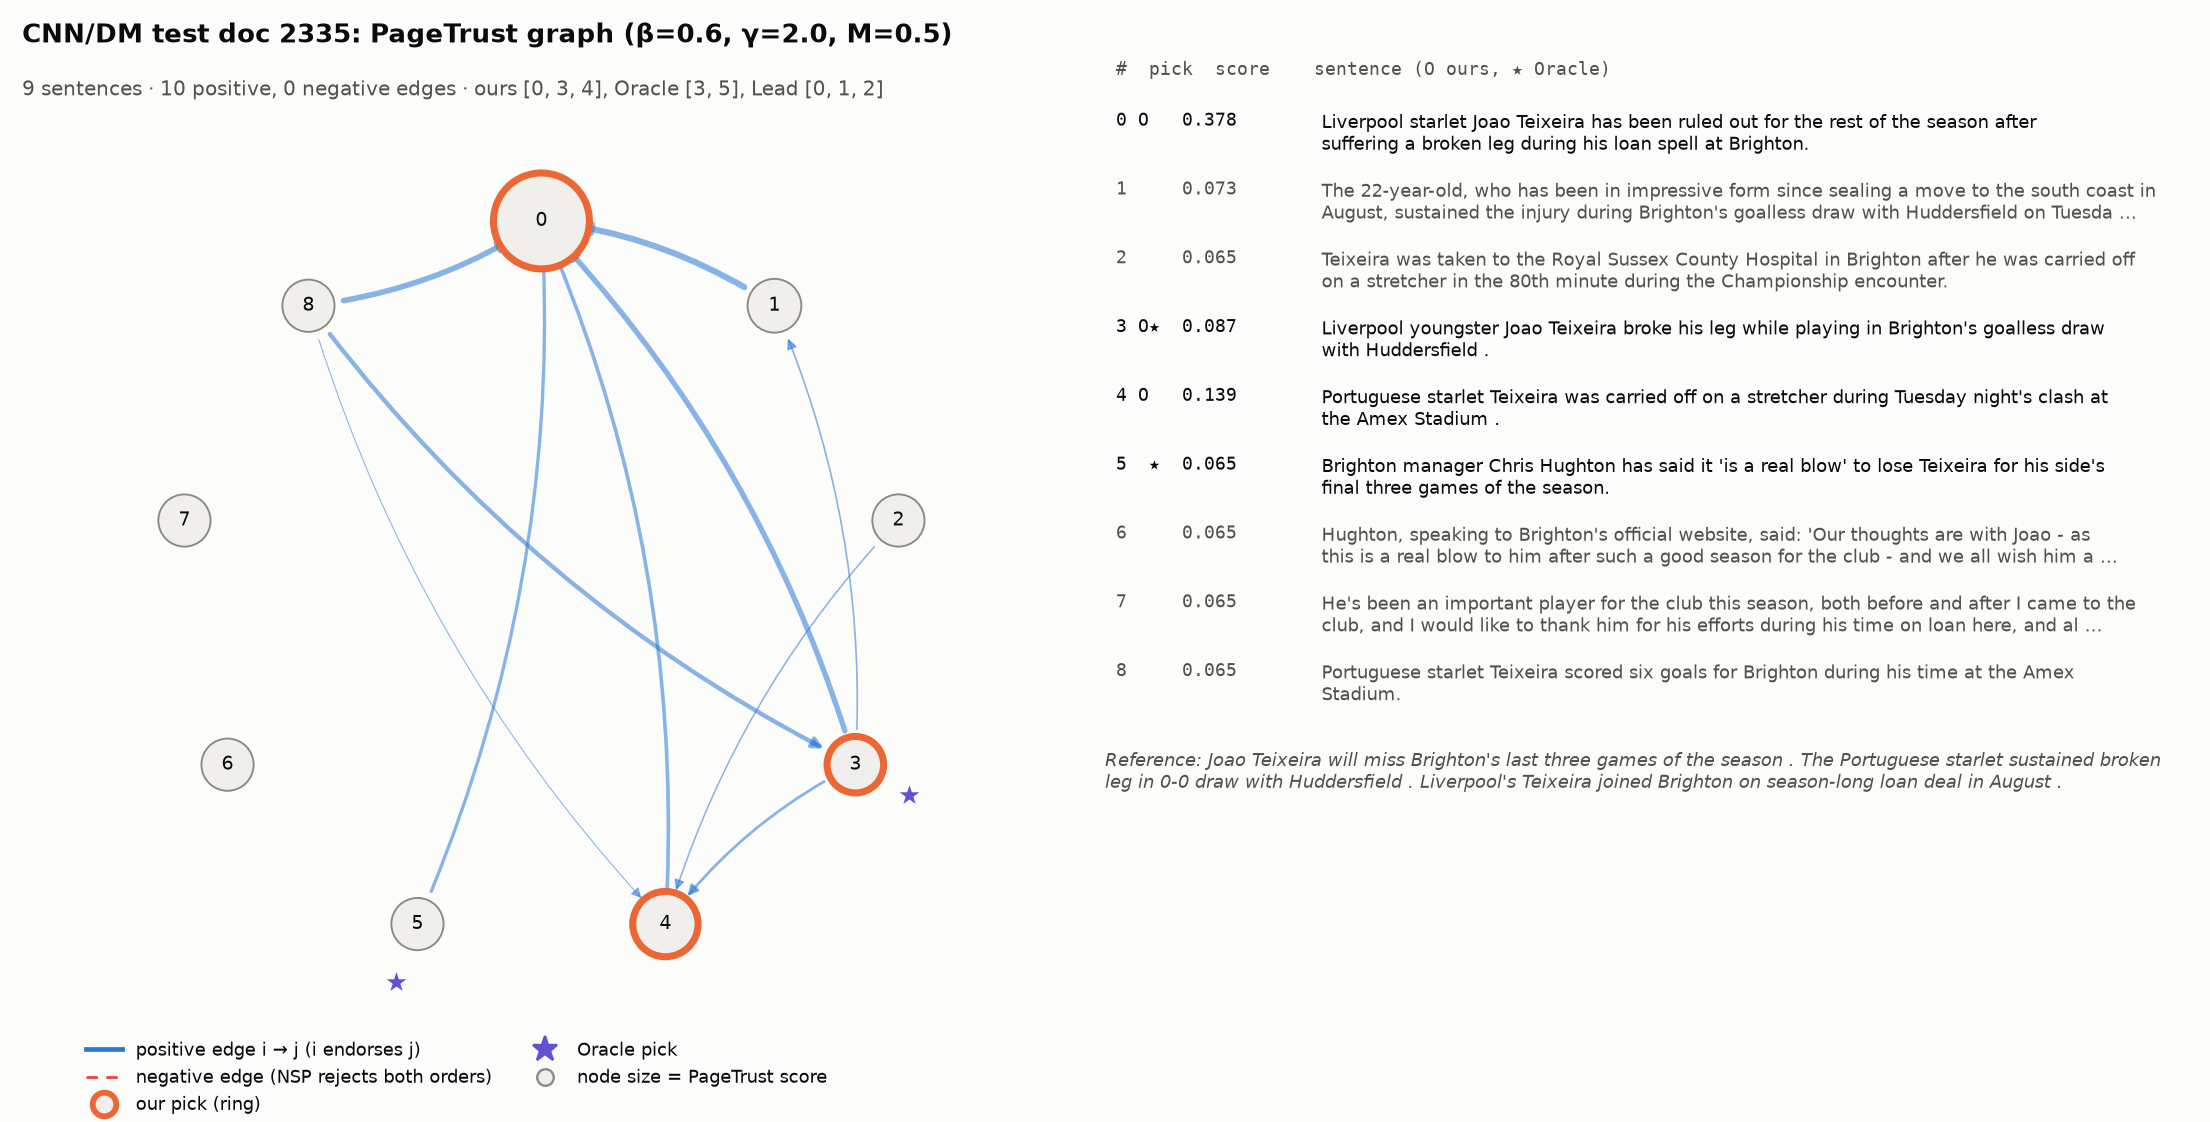 CNN/DM test doc 2335: PageTrust graph (β=0.6, γ=2.0, M=0.5)
9 sentences · 10 positive, 0 negative edges · ours [0, 3, 4], Oracle [3, 5], Lead [0, 1, 2]
0
8
1
7
2
6
3
5
4
positive edge i → j (i endorses j)
negative edge (NSP rejects both orders)
our pick (ring)
Oracle pick
node size = PageTrust score
# pick score sentence (O ours, ★ Oracle)
0 O 0.378 Liverpool starlet Joao Teixeira has been ruled out for the rest of the season after
suffering a broken leg during his loan spell at Brighton.
1 0.073 The 22-year-old, who has been in impressive form since sealing a move to the south coast in
August, sustained the injury during Brighton's goalless draw with Huddersfield on Tuesda ...
2 0.065 Teixeira was taken to the Royal Sussex County Hospital in Brighton after he was carried off
on a stretcher in the 80th minute during the Championship encounter.
3 O★ 0.087 Liverpool youngster Joao Teixeira broke his leg while playing in Brighton's goalless draw
with Huddersfield .
4 O 0.139 Portuguese starlet Teixeira was carried off on a stretcher during Tuesday night's clash at
the Amex Stadium .
5 ★ 0.065 Brighton manager Chris Hughton has said it 'is a real blow' to lose Teixeira for his side's
final three games of the season.
6 0.065 Hughton, speaking to Brighton's official website, said: 'Our thoughts are with Joao - as
this is a real blow to him after such a good season for the club - and we all wish him a ...
7 0.065 He's been an important player for the club this season, both before and after I came to the
club, and I would like to thank him for his efforts during his time on loan here, and al ...
8 0.065 Portuguese starlet Teixeira scored six goals for Brighton during his time at the Amex
Stadium.
Reference: Joao Teixeira will miss Brighton's last three games of the season . The Portuguese starlet sustained broken
leg in 0-0 draw with Huddersfield . Liverpool's Teixeira joined Brighton on season-long loan deal in August .